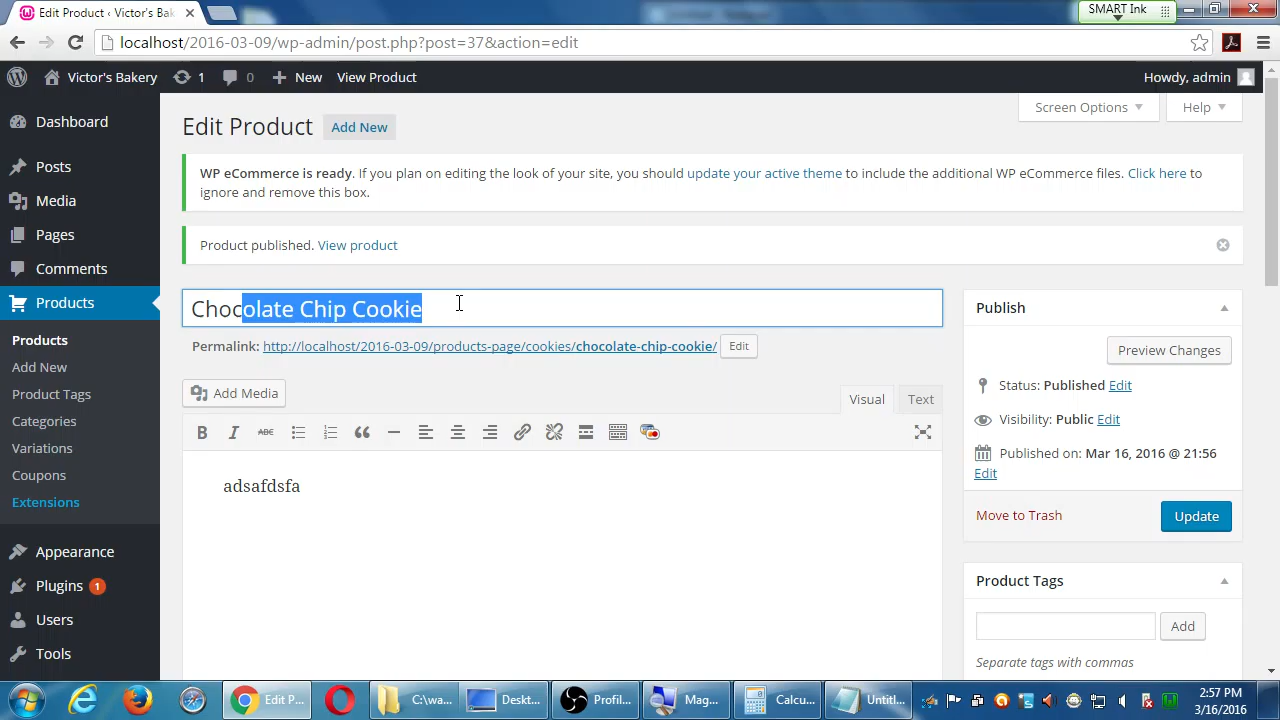 Edit Product ‹ Victor's Bak
SMART Ink
localhost/2016-03-09/wp-admin/post.php?post=37&action=edit
Victor's Bakery 1 0 New View Product Howdy, admin
Screen Options Help
Dashboard
Posts
Media
Pages
Comments
Products
Products
Add New
Product Tags
Categories
Variations
Coupons
Extensions
Appearance
Plugins 1
Users
Tools
Edit Product Add New
WP eCommerce is ready. If you plan on editing the look of your site, you should update your active theme to include the additional WP eCommerce files. Click here to
ignore and remove this box.
Product published. View product
Chocolate Chip Cookie
Permalink: http://localhost/2016-03-09/products-page/cookies/chocolate-chip-cookie/ Edit
Add Media
Visual Text
B I ABC
adsafdsfa
Publish
Preview Changes
Status: Published Edit
Visibility: Public Edit
Published on: Mar 16, 2016 @ 21:56
Edit
Move to Trash Update
Product Tags
Add
Separate tags with commas
Edit P... C:\wa... Deskt... Profil... Mag... Calcu... Untitl...
2:57 PM
3/16/2016